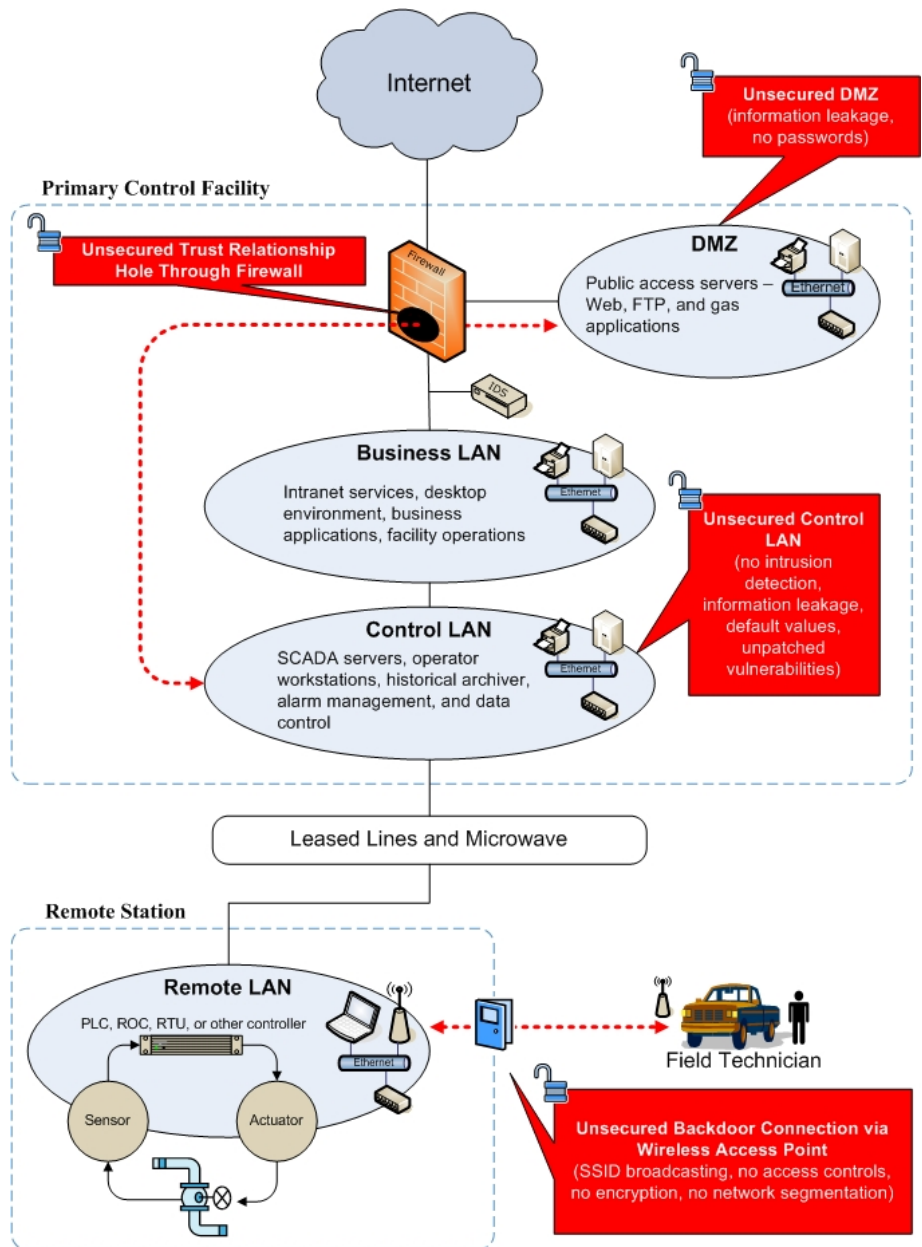 Internet
Unsecured DMZ
(information leakage,
no passwords)
Primary Control Facility
Unsecured Trust Relationship
Hole Through Firewall
Firewall
DMZ
Public access servers –
Web, FTP, and gas
applications
Ethernet
IDS
Business LAN
Intranet services, desktop
environment, business
applications, facility operations
Ethernet
Unsecured Control
LAN
(no intrusion
detection,
information leakage,
default values,
unpatched
vulnerabilities)
Control LAN
SCADA servers, operator
workstations, historical archiver,
alarm management, and data
control
Ethernet
Leased Lines and Microwave
Remote Station
Remote LAN
PLC, ROC, RTU, or other controller
Ethernet
Sensor
Actuator
Field Technician
Unsecured Backdoor Connection via
Wireless Access Point
(SSID broadcasting, no access controls,
no encryption, no network segmentation)